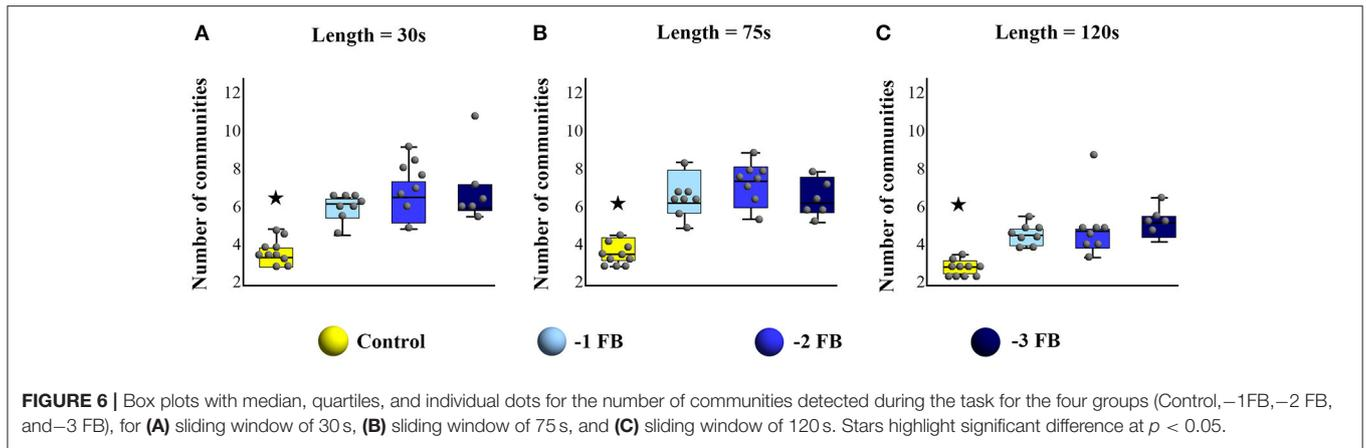 A Length = 30s B Length = 75s C Length = 120s
Number of communities
12
10
8
6
4
2
Number of communities
12
10
8
6
4
2
Number of communities
12
10
8
6
4
2
Control -1 FB -2 FB -3 FB
FIGURE 6 | Box plots with median, quartiles, and individual dots for the number of communities detected during the task for the four groups (Control,−1FB,−2 FB,
and−3 FB), for (A) sliding window of 30 s, (B) sliding window of 75 s, and (C) sliding window of 120 s. Stars highlight significant difference at p < 0.05.